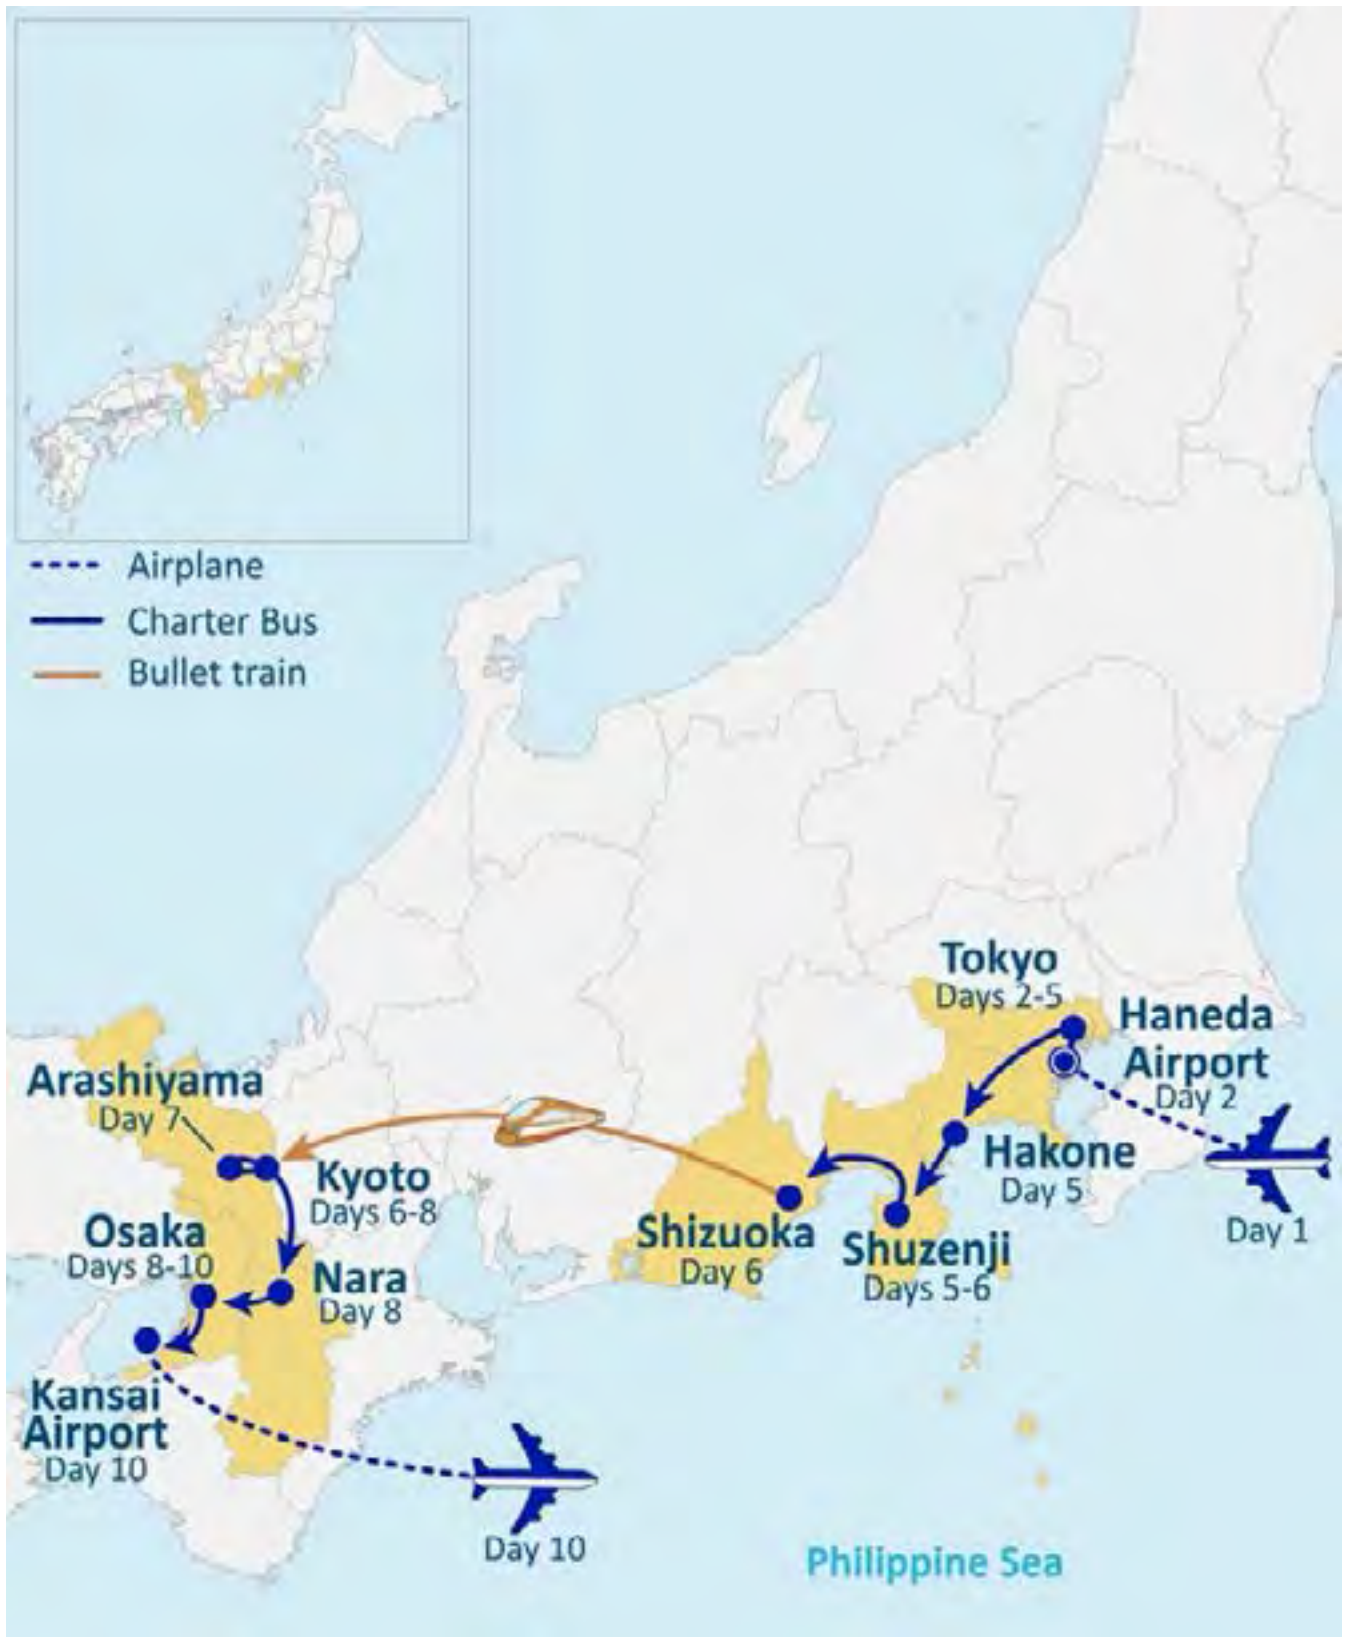 Airplane
Charter Bus
Bullet train
Tokyo
Days 2-5
Haneda
Airport
Day 2
Day 1
Hakone
Day 5
Shuzenji
Days 5-6
Shizuoka
Day 6
Arashiyama
Day 7
Kyoto
Days 6-8
Nara
Day 8
Osaka
Days 8-10
Kansai
Airport
Day 10
Day 10
Philippine Sea